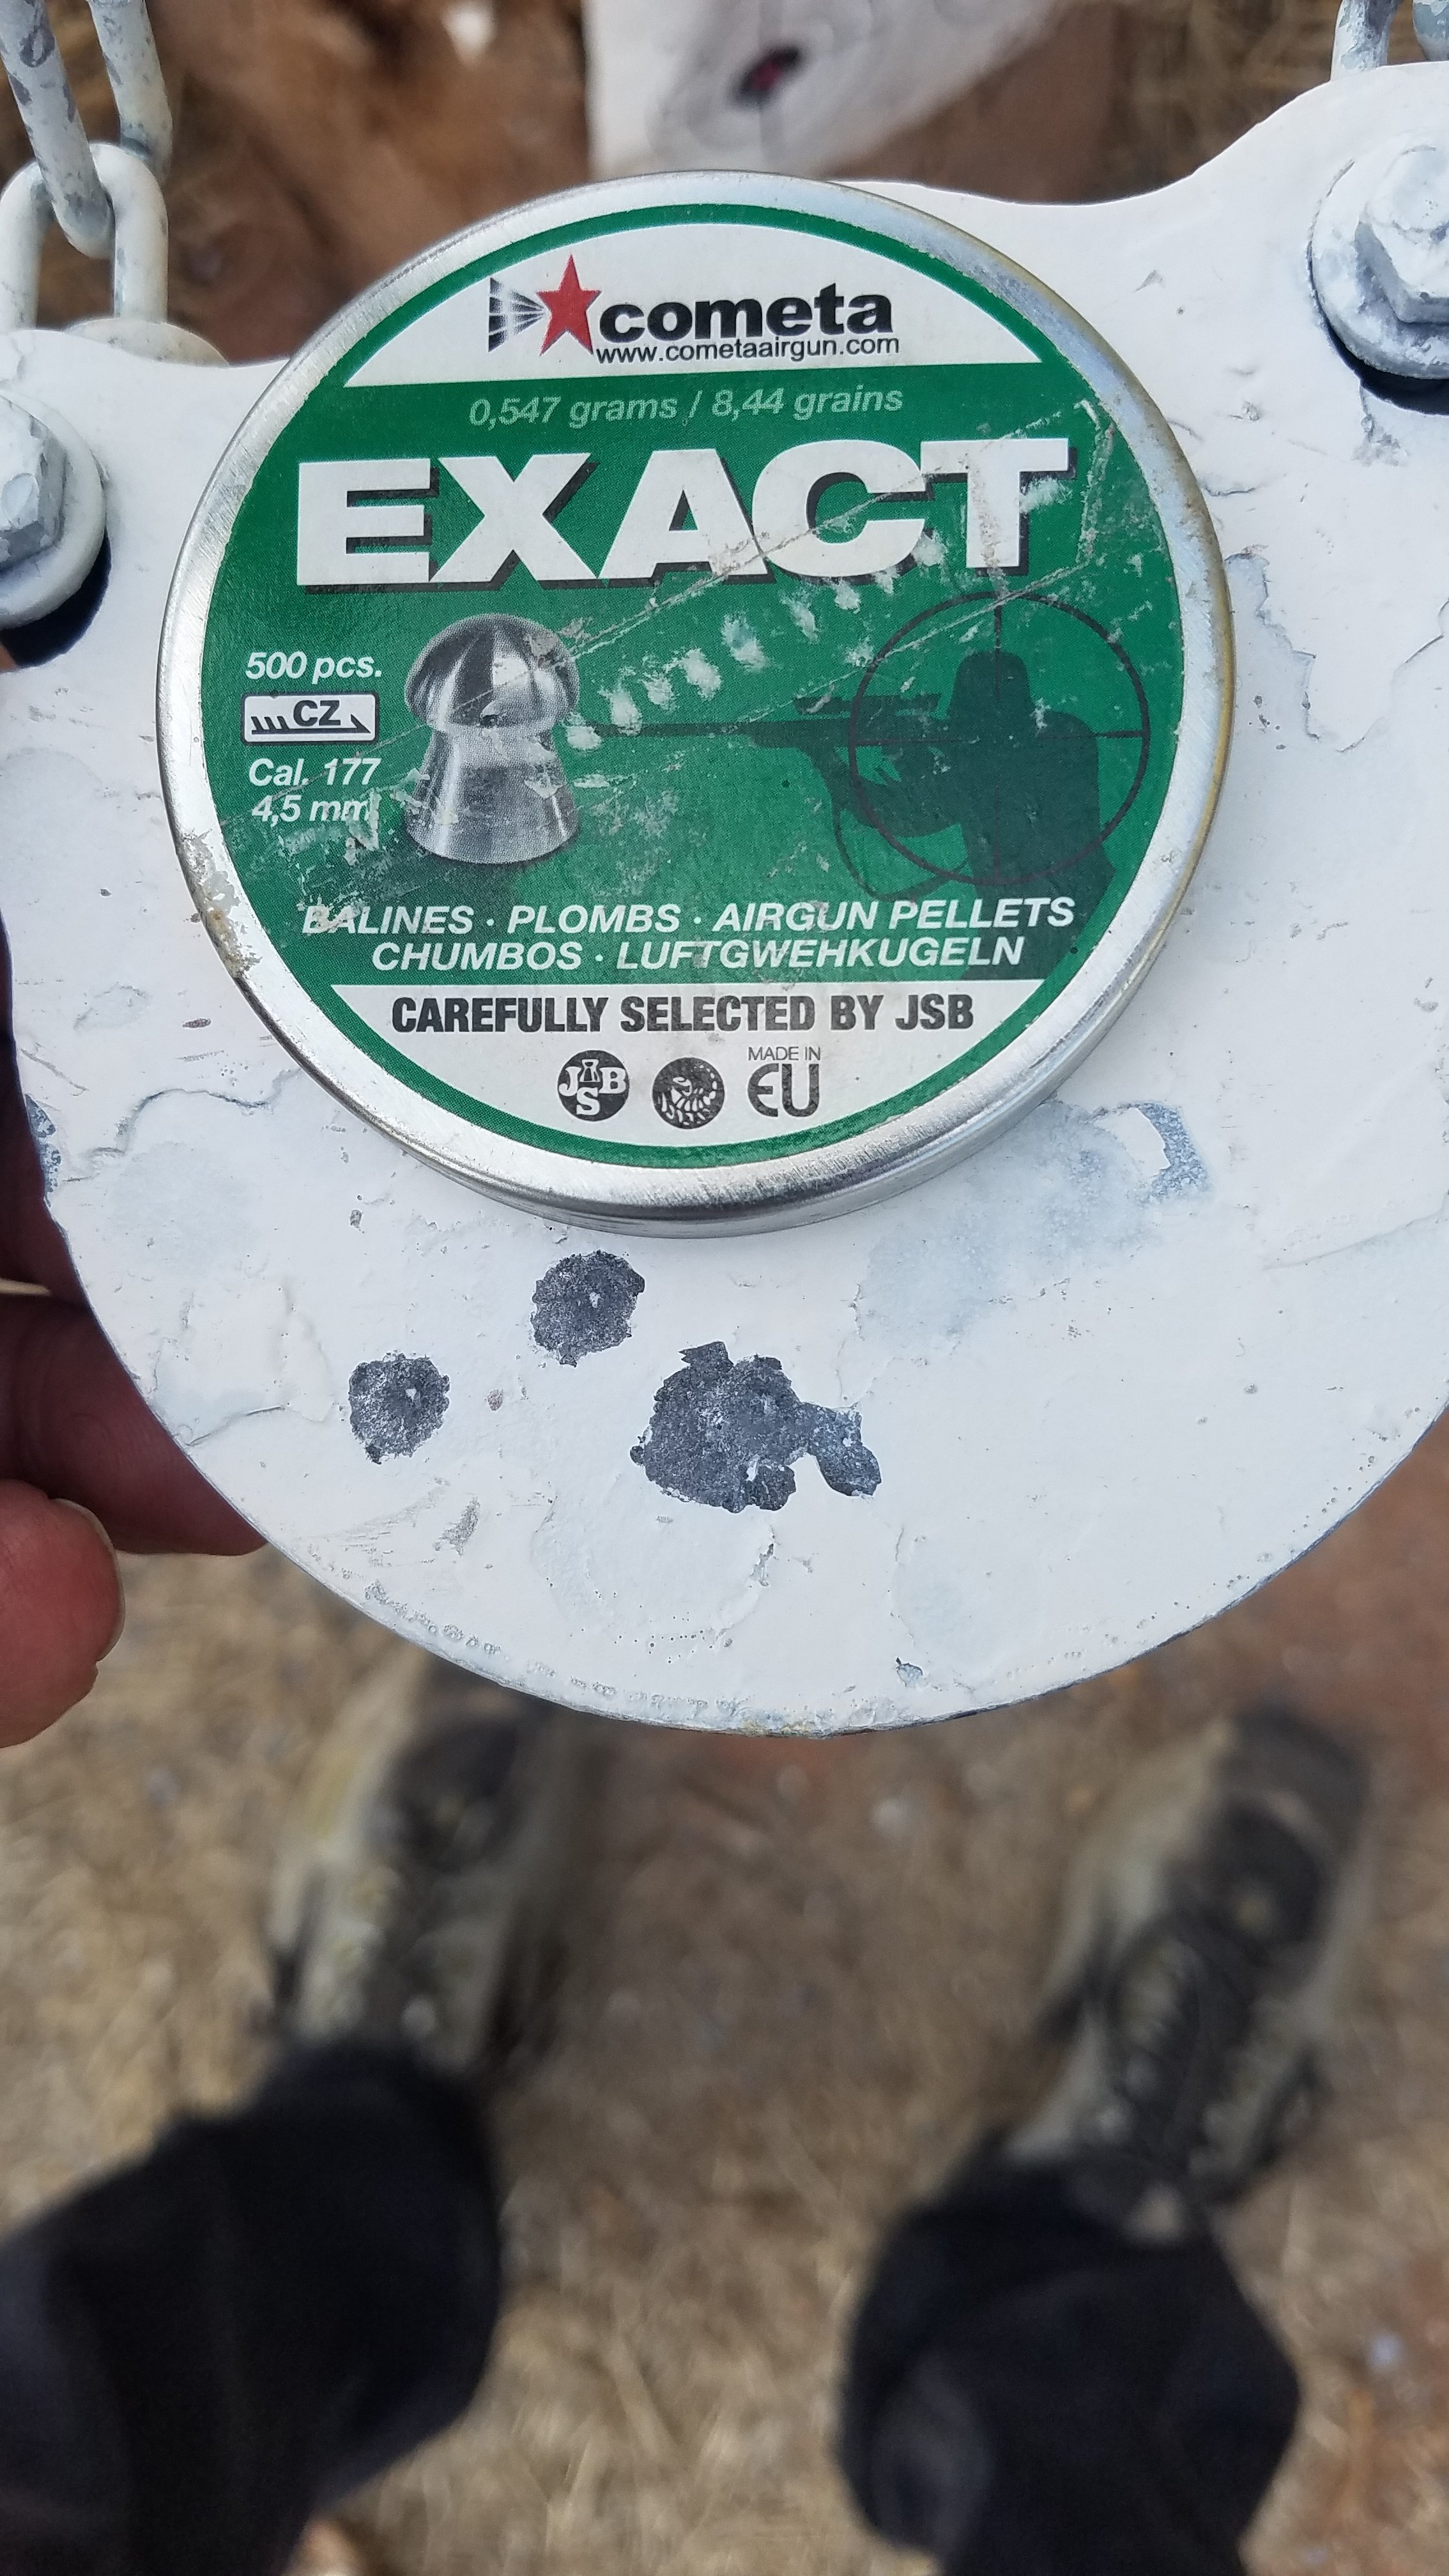 cometa
www.cometaairgun.com
0,547 grams / 8,44 grains
EXACT
500 pcs.
CZ
Cal. 177
4,5 mm
BALINES · PLOMBS · AIRGUN PELLETS
CHUMBOS · LUFTGWEHKUGELN
CAREFULLY SELECTED BY JSB
JSB
MADE IN
EU